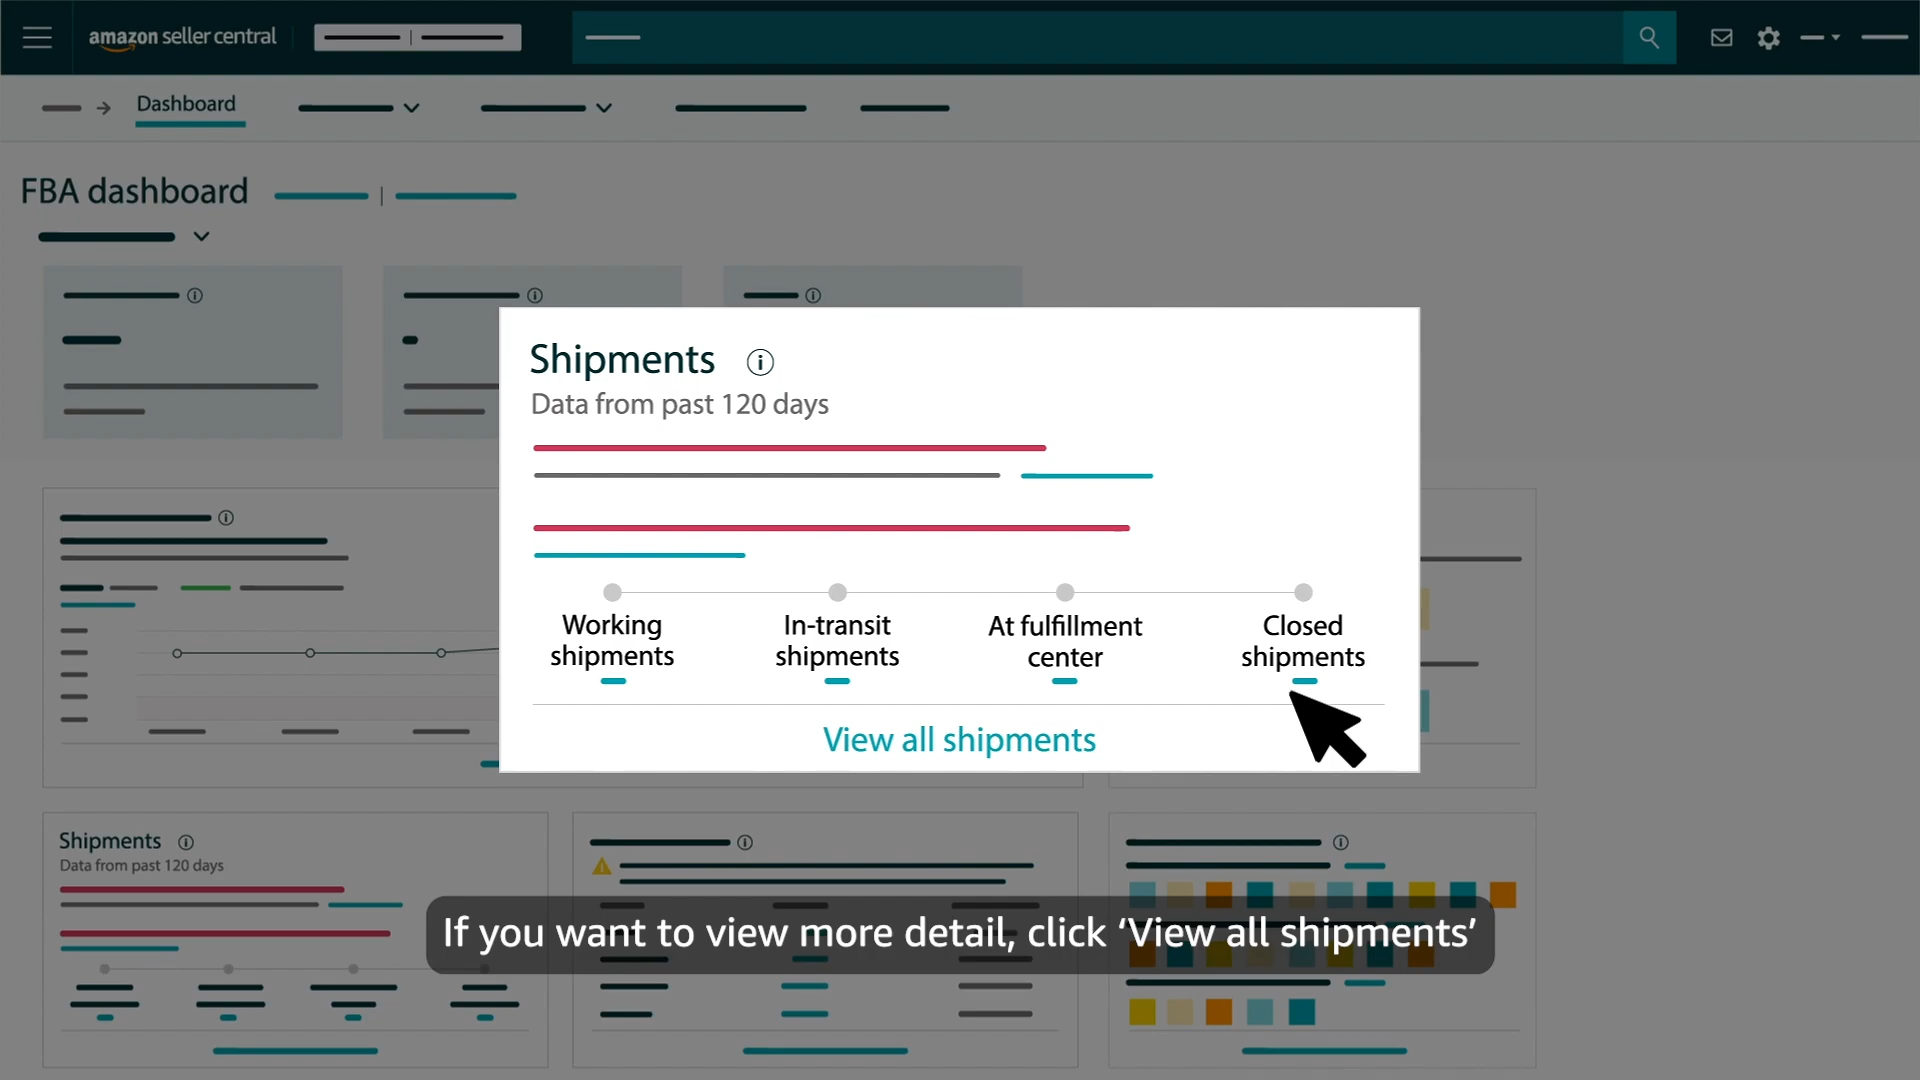 amazon seller central
Dashboard
FBA dashboard
Shipments
Data from past 120 days
Working shipments
In-transit shipments
At fulfillment center
Closed shipments
View all shipments
Shipments
Data from past 120 days
If you want to view more detail, click ‘View all shipments’